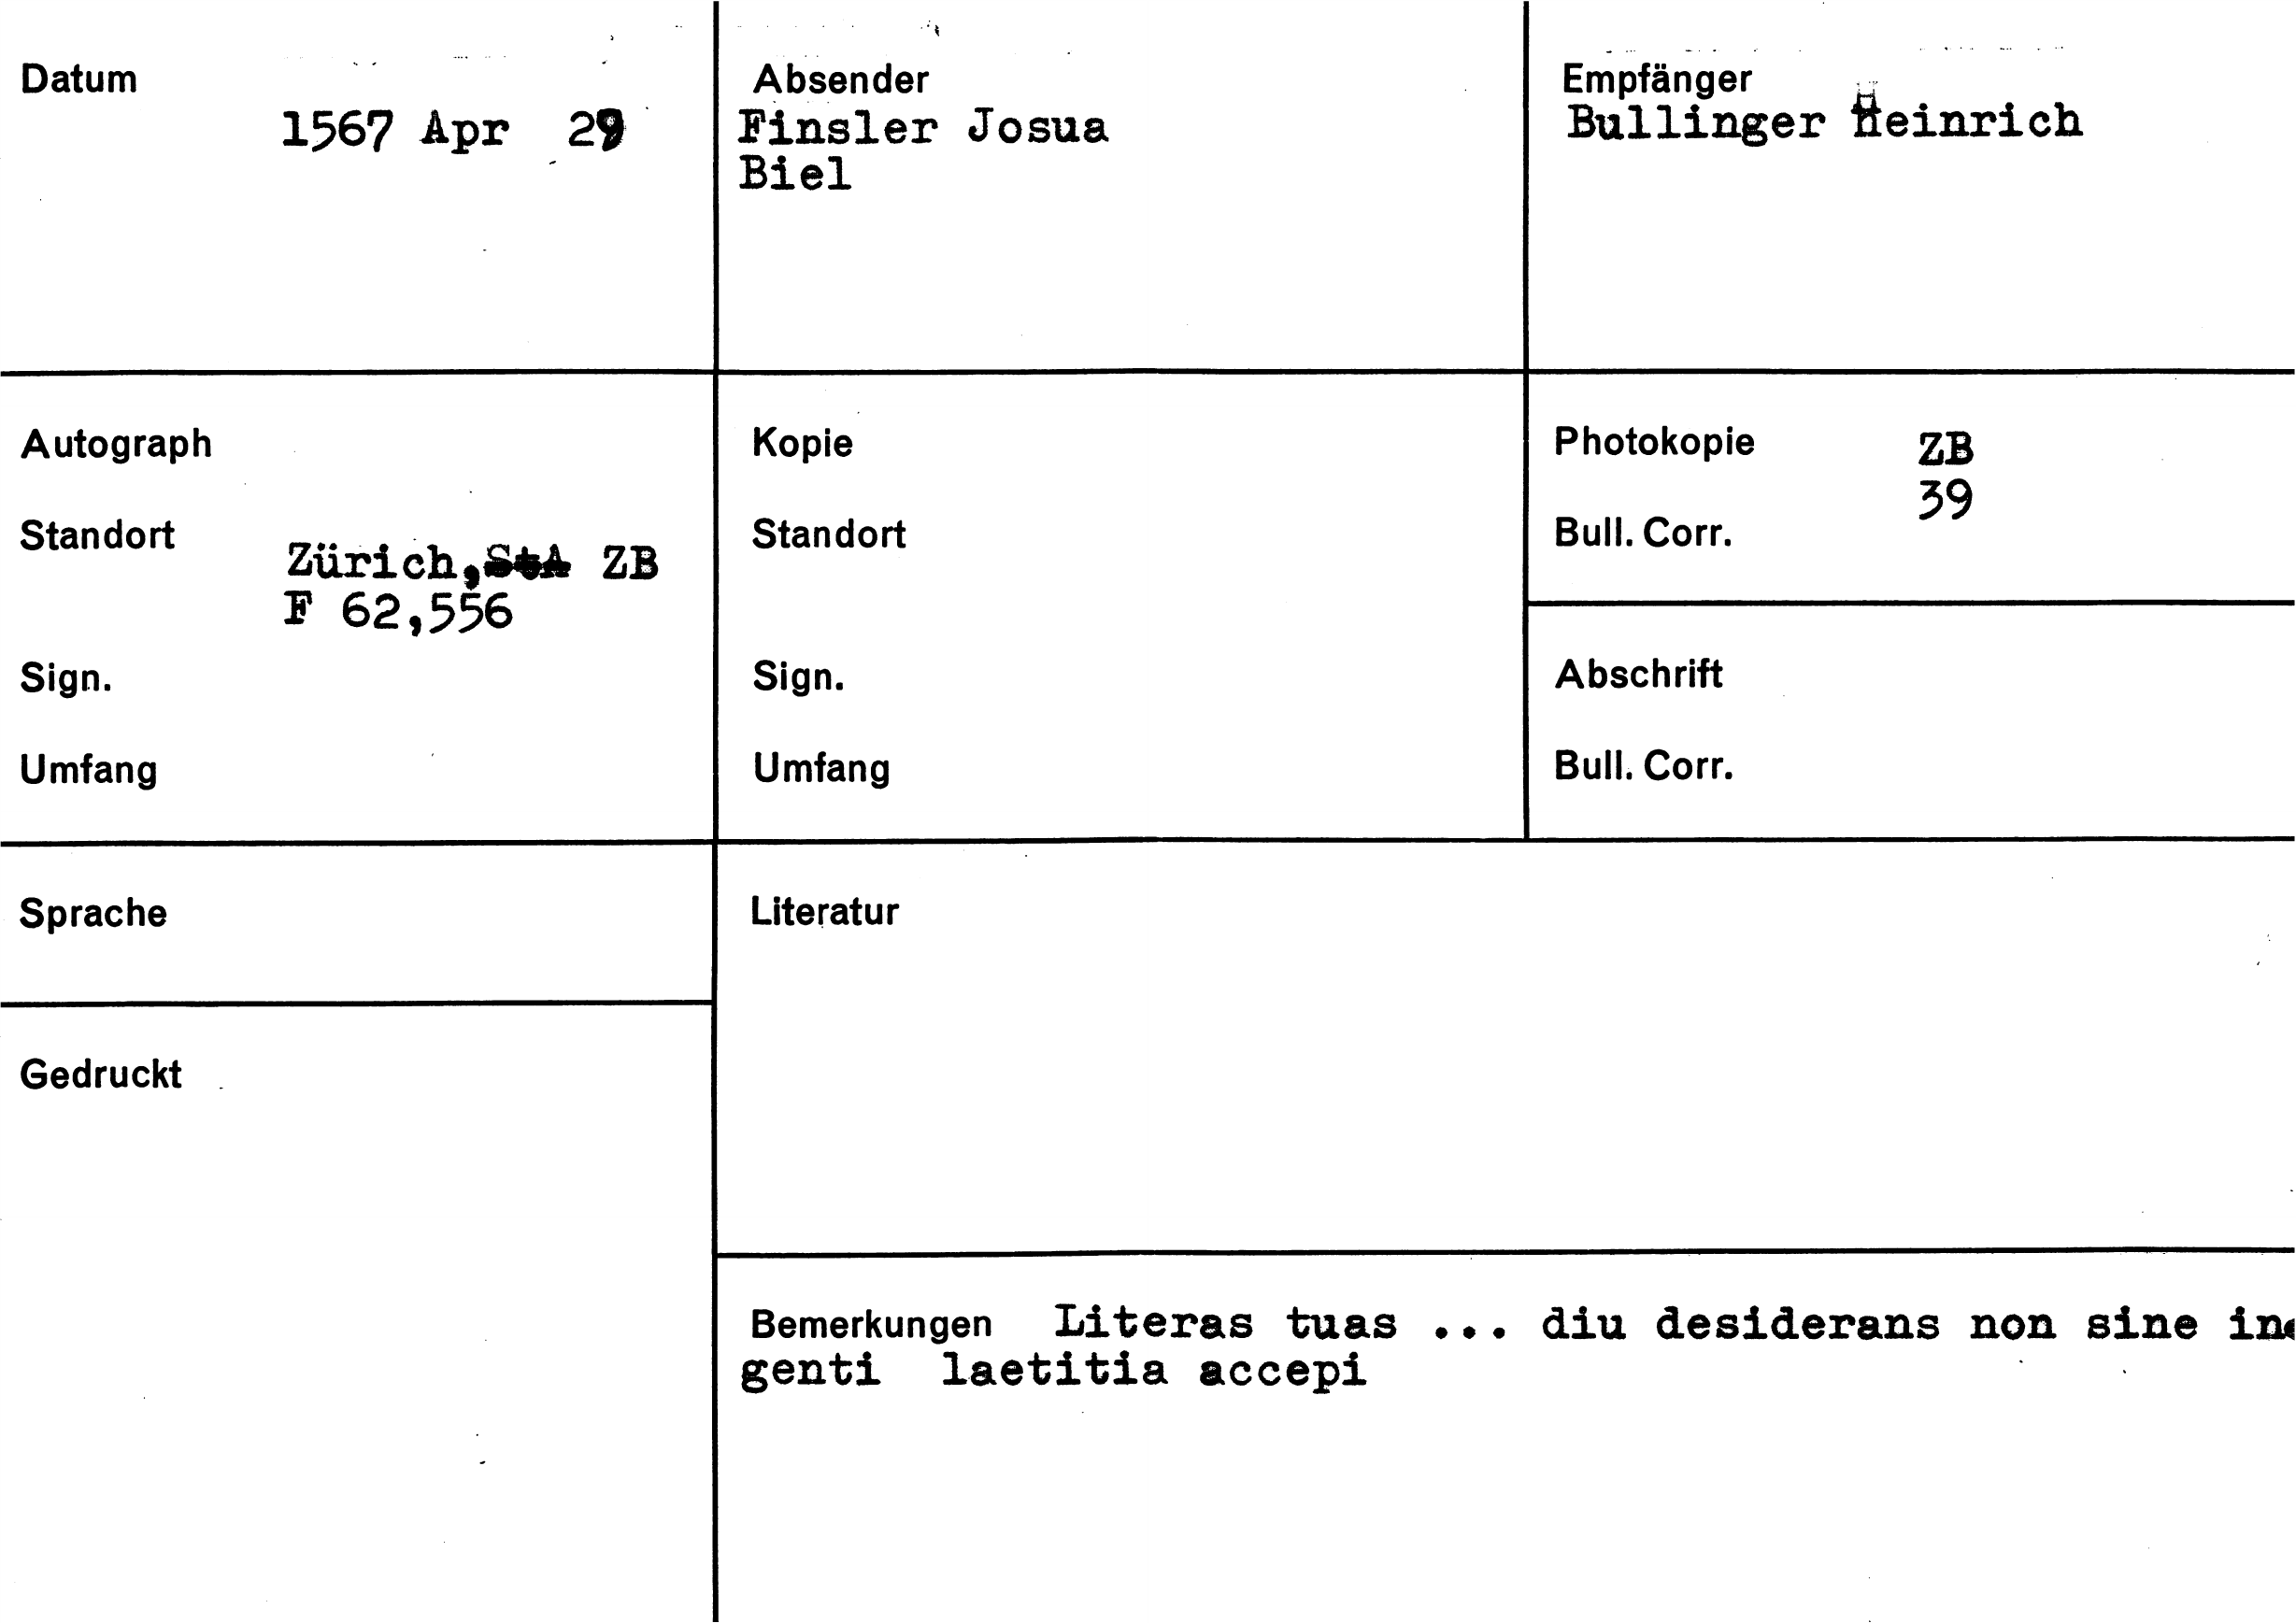 Datum
1567 Apr 29
Absender
Finsler Josua
Biel
Empfänger
Bullinger Heinrich
Autograph
Standort
Zürich, StA ZB
F 62,556
Sign.
Umfang
Kopie
Standort
Sign.
Umfang
Photokopie ZB
39
Bull. Corr.
Abschrift
Bull. Corr.
Sprache
Gedruckt
Literatur
Bemerkungen Literas tuas ... diu desiderans non sine in
genti laetitia accepi